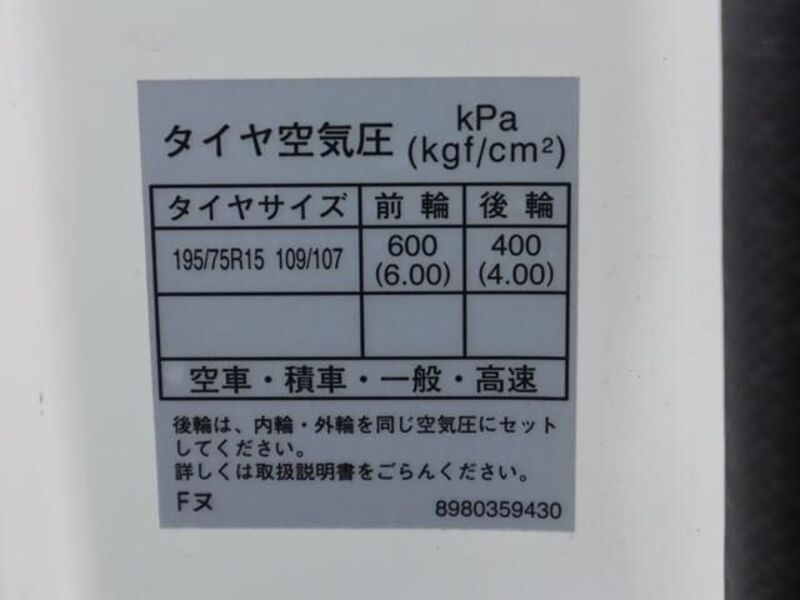 タイヤ空気圧 kPa
(kgf/cm²)
タイヤサイズ 前輪 後輪
195/75R15 109/107 600 400
(6.00) (4.00)
空車・積車・一般・高速
後輪は、内輪・外輪を同じ空気圧にセット
してください。
詳しくは取扱説明書をごらんください。
Fヌ 8980359430